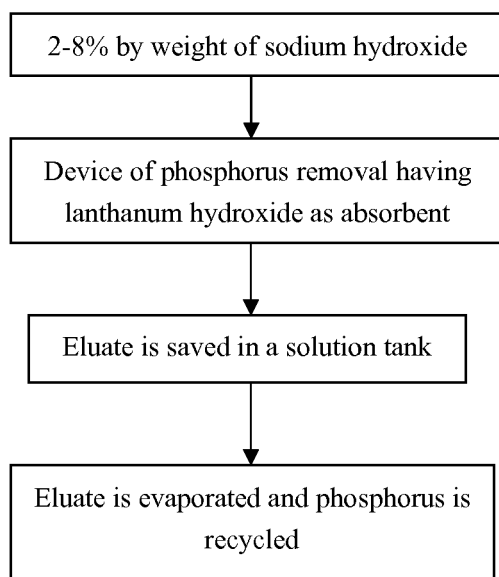 2-8% by weight of sodium hydroxide
Device of phosphorus removal having
lanthanum hydroxide as absorbent
Eluate is saved in a solution tank
Eluate is evaporated and phosphorus is
recycled